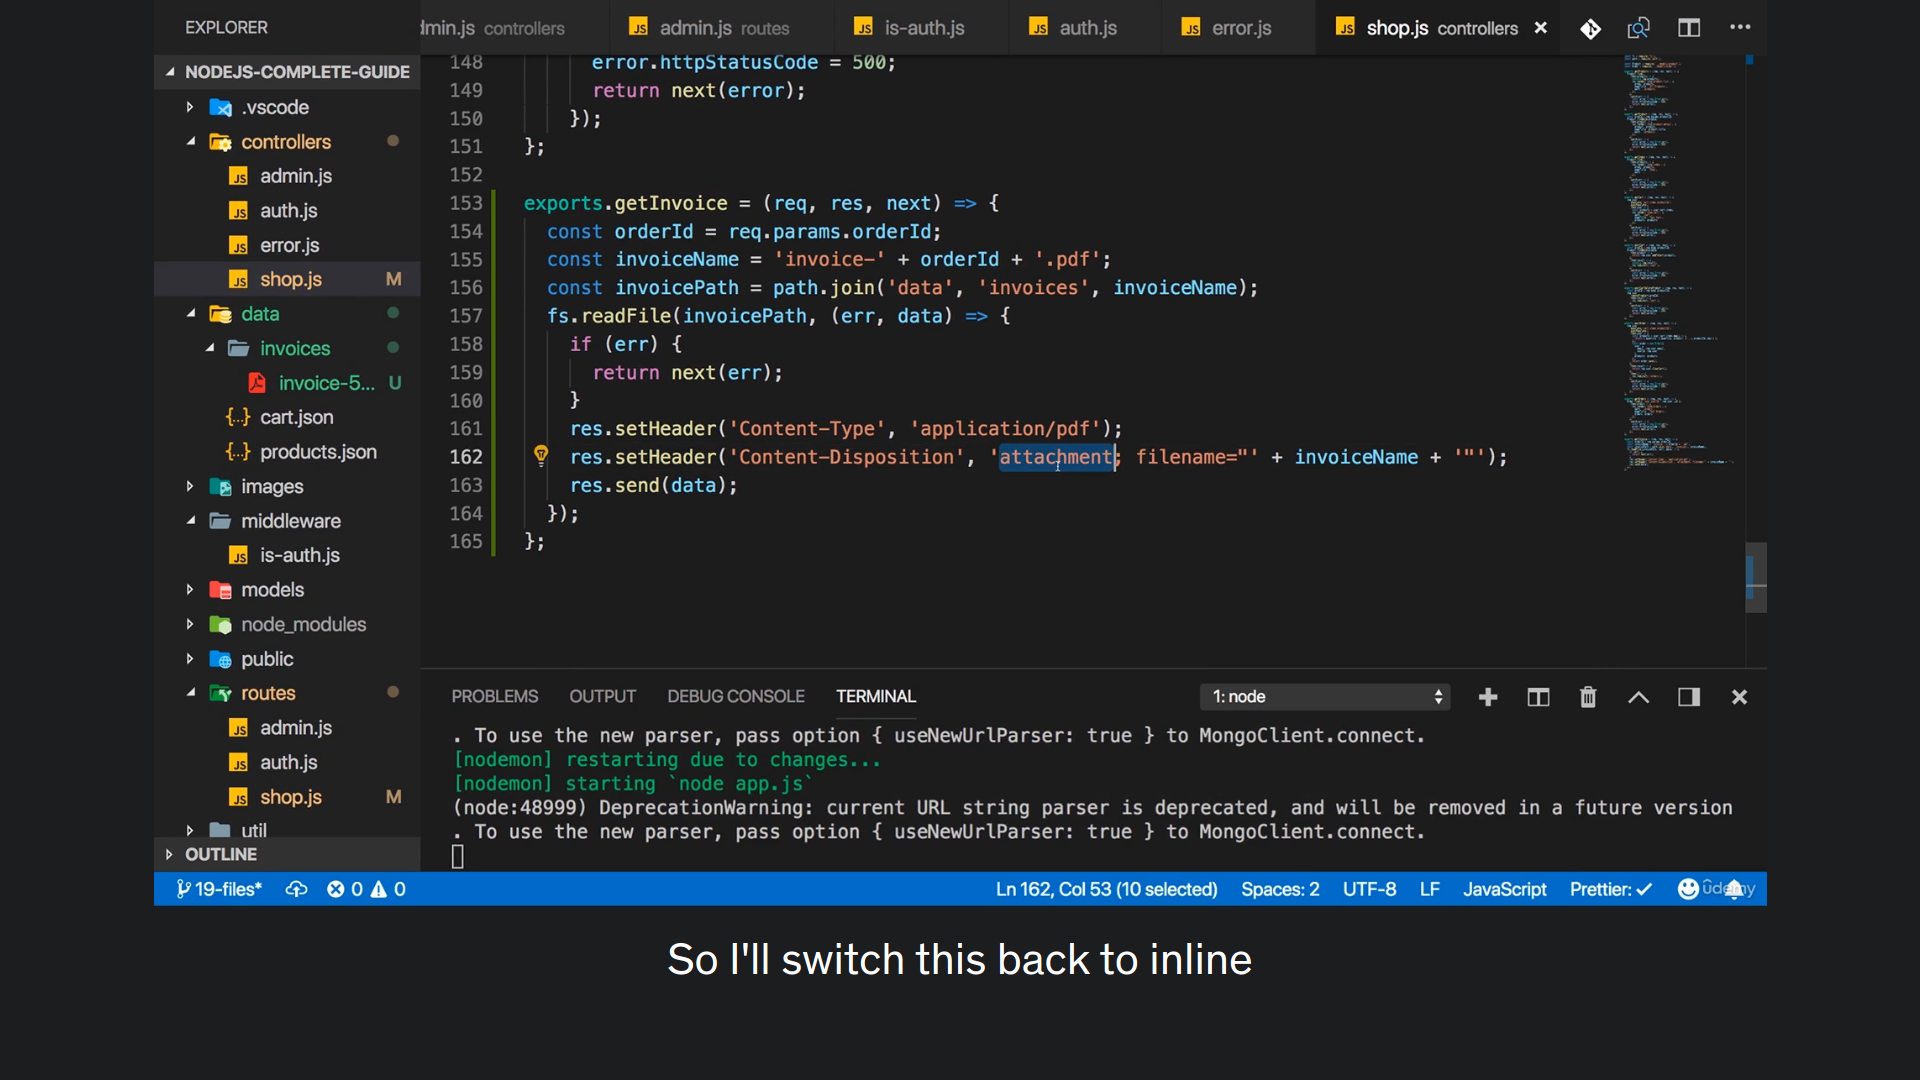 EXPLORER
NODEJS-COMPLETE-GUIDE
.vscode
controllers
admin.js
auth.js
error.js
shop.js M
data
invoices
invoice-5... U
cart.json
products.json
images
middleware
is-auth.js
models
node_modules
public
routes
admin.js
auth.js
shop.js M
util
OUTLINE
dmin.js controllers
admin.js routes
is-auth.js
auth.js
error.js
shop.js controllers
148 error.httpStatusCode = 500;
149 return next(error);
150 });
151 };
152
153 exports.getInvoice = (req, res, next) => {
154 const orderId = req.params.orderId;
155 const invoiceName = 'invoice-' + orderId + '.pdf';
156 const invoicePath = path.join('data', 'invoices', invoiceName);
157 fs.readFile(invoicePath, (err, data) => {
158 if (err) {
159 return next(err);
160 }
161 res.setHeader('Content-Type', 'application/pdf');
162 res.setHeader('Content-Disposition', 'attachment; filename="' + invoiceName + '"');
163 res.send(data);
164 });
165 };
PROBLEMS OUTPUT DEBUG CONSOLE TERMINAL 1: node
. To use the new parser, pass option { useNewUrlParser: true } to MongoClient.connect.
[nodemon] restarting due to changes...
[nodemon] starting `node app.js`
(node:48999) DeprecationWarning: current URL string parser is deprecated, and will be removed in a future version
. To use the new parser, pass option { useNewUrlParser: true } to MongoClient.connect.
19-files* 0 0 Ln 162, Col 53 (10 selected) Spaces: 2 UTF-8 LF JavaScript Prettier: ✓ udemy
So I'll switch this back to inline